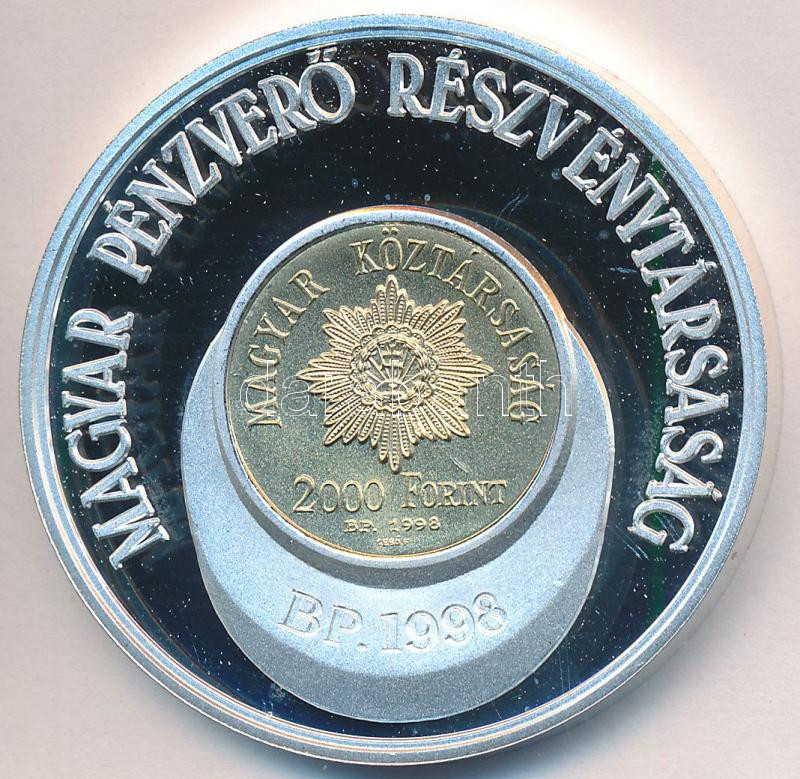 MAGYAR PÉNZVERŐ RÉSZVÉNYTÁRSASÁG
MAGYAR KÖZTÁRSASÁG
2000 FORINT
BP. 1998
BP. 1998